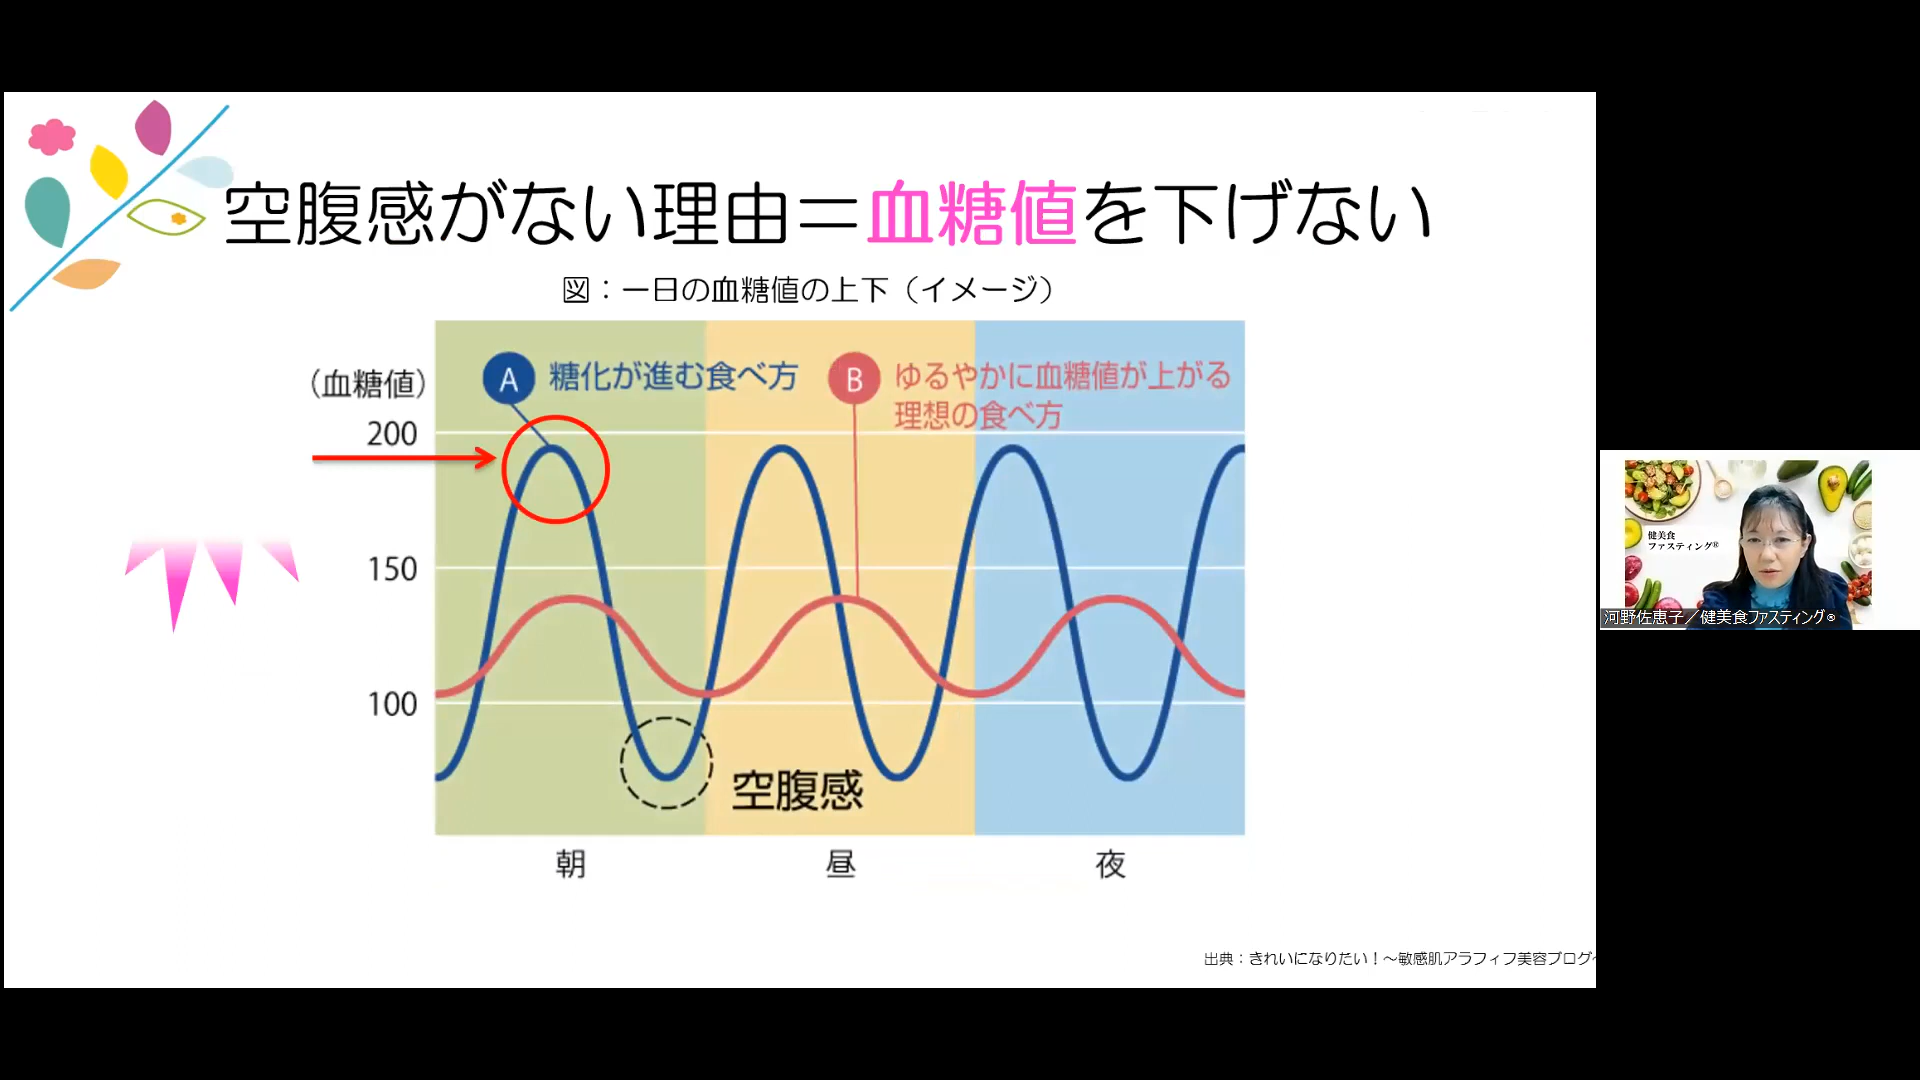 空腹感がない理由＝血糖値を下げない
図：一日の血糖値の上下（イメージ）
（血糖値）
A 糖化が進む食べ方
B ゆるやかに血糖値が上がる
理想の食べ方
200
150
100
空腹感
朝 昼 夜
出典：きれいになりたい！～敏感肌アラフィフ美容ブログ～
健美食
ファスティング®
河野佐恵子／健美食ファスティング®